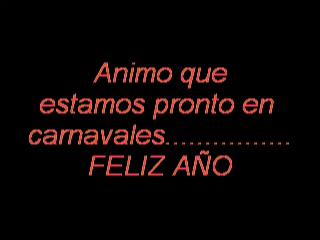 Animo que
estamos pronto en
carnavales................
FELIZ AÑO